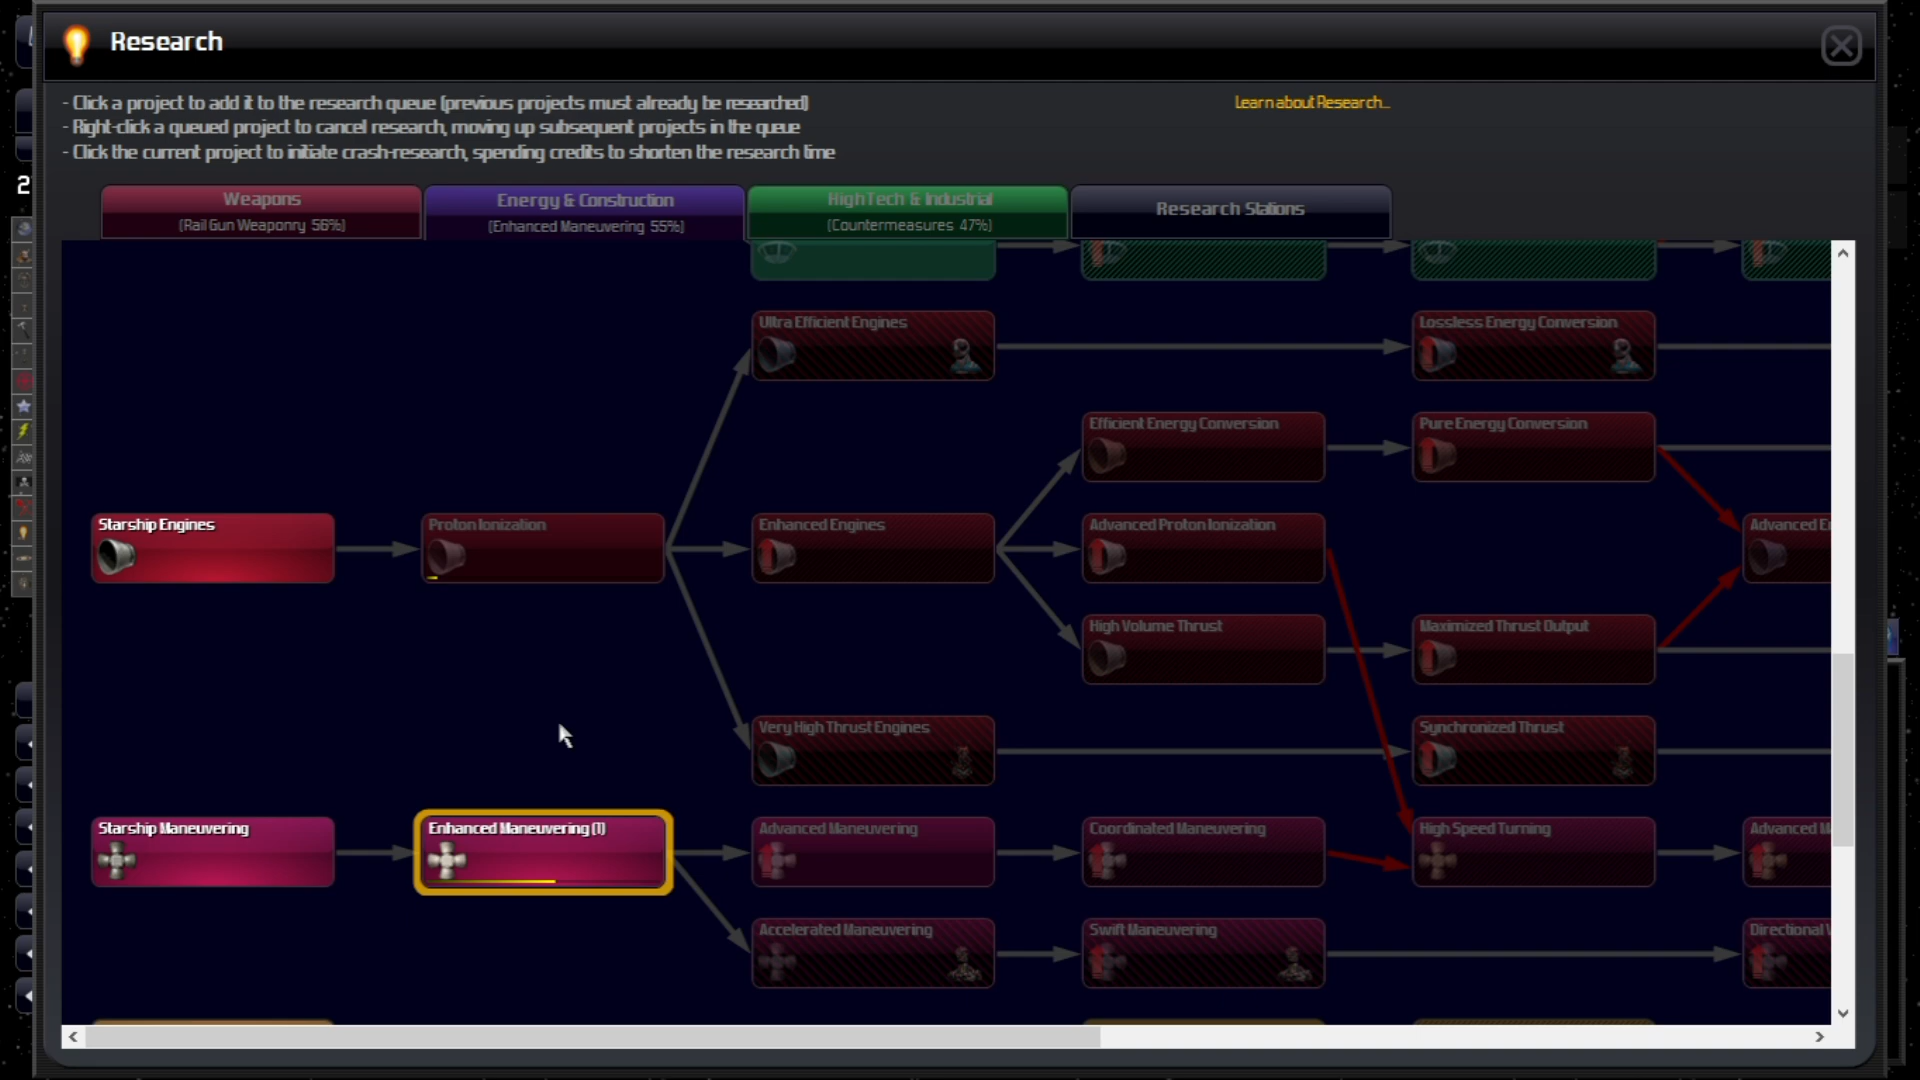 Research
- Click a project to add it to the research queue (previous projects must already be researched)
Learn about Research...
- Right-click a queued project to cancel research, moving up subsequent projects in the queue
- Click the current project to initiate crash-research, spending credits to shorten the research time
Weapons
(Rail Gun Weaponry 56%)
Energy & Construction
(Enhanced Maneuvering 55%)
HighTech & Industrial
(Countermeasures 47%)
Research Stations
Ultra Efficient Engines
Lossless Energy Conversion
Efficient Energy Conversion
Pure Energy Conversion
Starship Engines
Proton Ionization
Enhanced Engines
Advanced Proton Ionization
Advanced E
High Volume Thrust
Maximized Thrust Output
Very High Thrust Engines
Synchronized Thrust
Starship Maneuvering
Enhanced Maneuvering (1)
Advanced Maneuvering
Coordinated Maneuvering
High Speed Turning
Advanced M
Accelerated Maneuvering
Swift Maneuvering
Directional